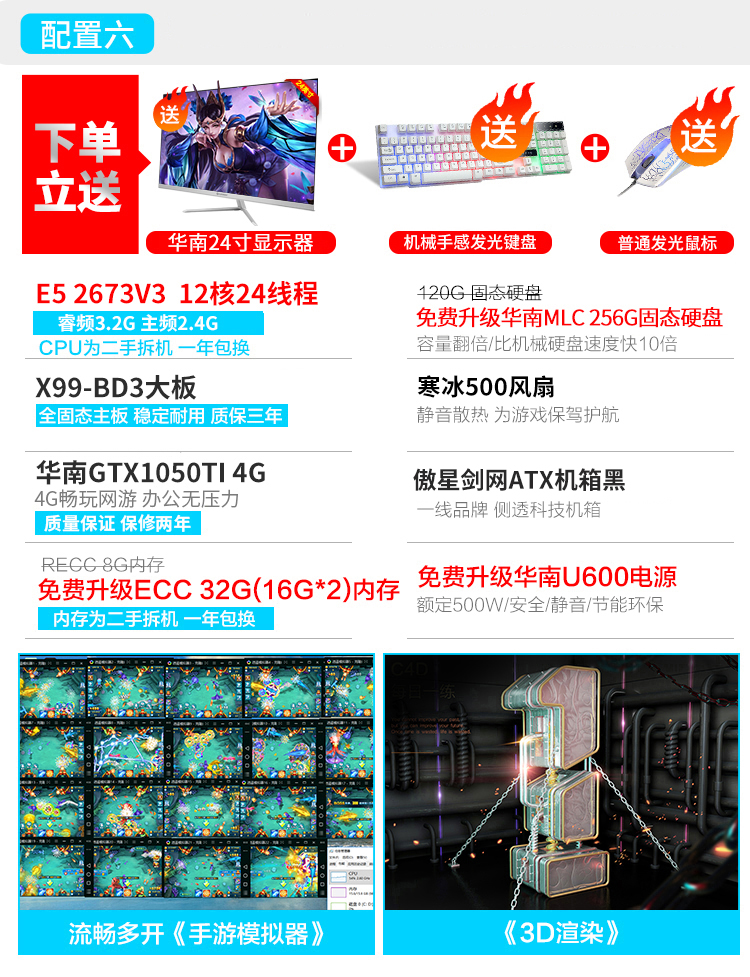 配置六
下单
立送
送
24英寸
送
送
华南24寸显示器
机械手感发光键盘
普通发光鼠标
E5 2673V3 12核24线程
睿频3.2G 主频2.4G
CPU为二手拆机 一年包换
120G 固态硬盘
免费升级华南MLC 256G固态硬盘
容量翻倍/比机械硬盘速度快10倍
X99-BD3大板
全固态主板 稳定耐用 质保三年
寒冰500风扇
静音散热 为游戏保驾护航
华南GTX1050TI 4G
4G畅玩网游 办公无压力
质量保证 保修两年
傲星剑网ATX机箱黑
一线品牌 侧透科技机箱
RECC 8G内存
免费升级ECC 32G(16G*2)内存
内存为二手拆机 一年包换
免费升级华南U600电源
额定500W/安全/静音/节能环保
C4D
每日一练
流畅多开《手游模拟器》
《3D渲染》